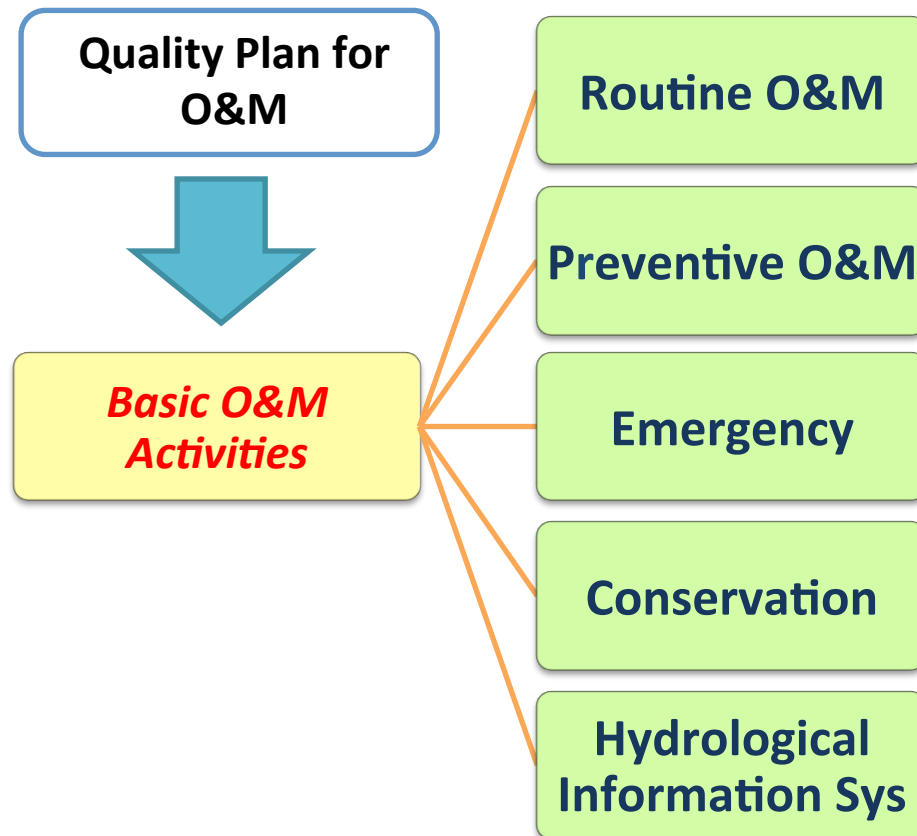 Quality Plan for
O&M
Basic O&M
Activities
Routine O&M
Preventive O&M
Emergency
Conservation
Hydrological
Information Sys